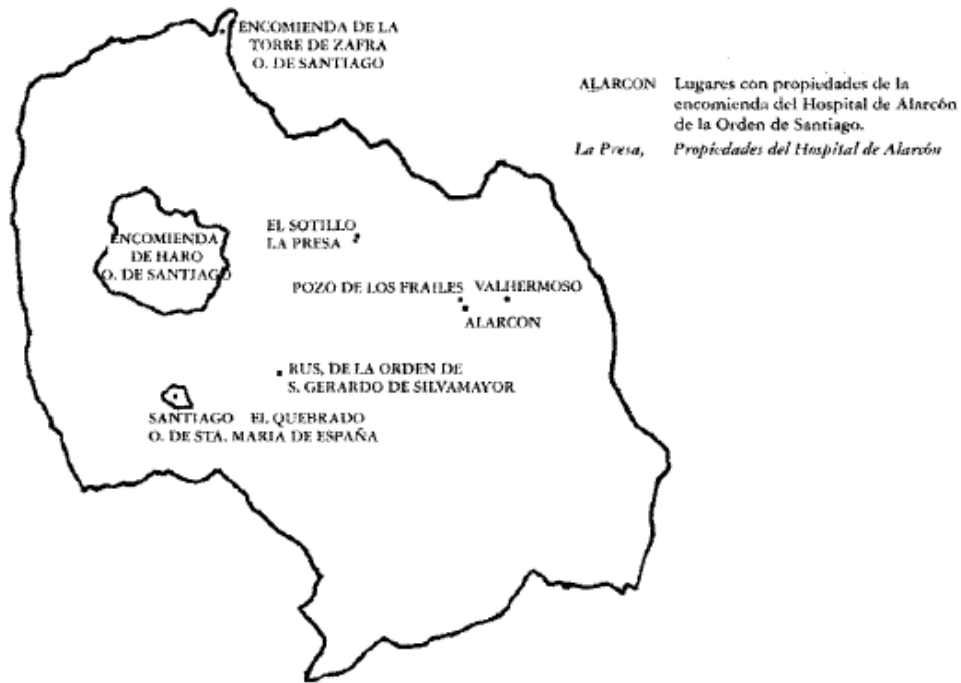 ENCOMIENDA DE LA
TORRE DE ZAFRA
O. DE SANTIAGO
ALARCON Lugares con propiedades de la
encomienda del Hospital de Alarcón
de la Orden de Santiago.
La Presa, Propiedades del Hospital de Alarcón
ENCOMIENDA
DE HARO
O. DE SANTIAGO
EL SOTILLO
LA PRESA
POZO DE LOS FRAILES VALHERMOSO
ALARCON
RUS, DE LA ORDEN DE
S. GERARDO DE SILVAMAYOR
SANTIAGO EL QUEBRADO
O. DE STA. MARIA DE ESPAÑA